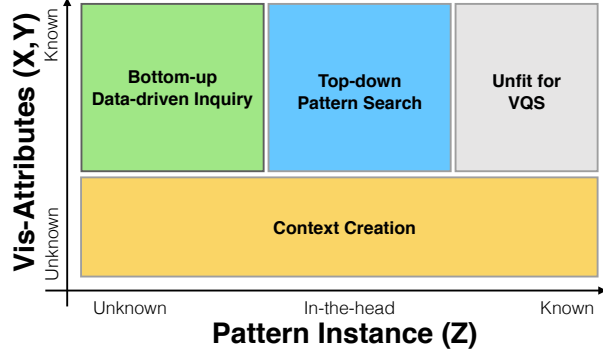 Vis-Attributes (X,Y)
Known
Unknown
Bottom-up
Data-driven Inquiry
Top-down
Pattern Search
Unfit for
VQS
Context Creation
Unknown
In-the-head
Known
Pattern Instance (Z)